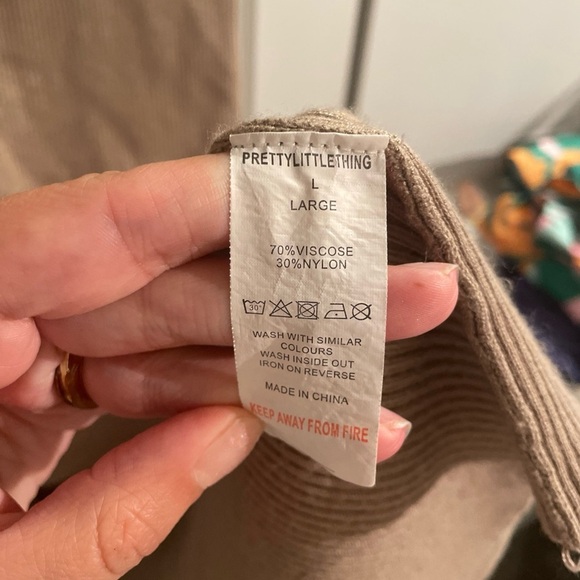 PRETTYLITTLETHING
L
LARGE
70%VISCOSE
30%NYLON
30°
WASH WITH SIMILAR
COLOURS
WASH INSIDE OUT
IRON ON REVERSE
MADE IN CHINA
KEEP AWAY FROM FIRE